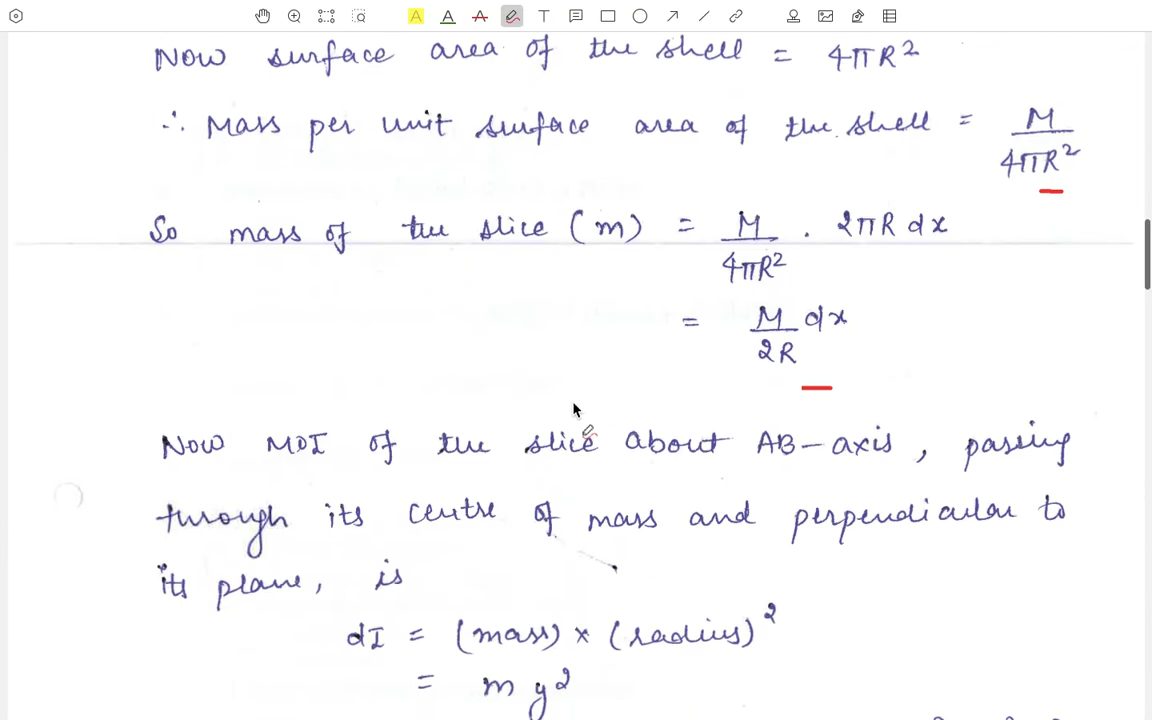 A A A T
Now surface area of the shell = 4πR²
∴ Mass per unit surface area of the shell = M/4πR²
So mass of the slice (m) = M/4πR² . 2πR dx
= M/2R dx
Now MOI of the slice about AB-axis, passing
through its centre of mass and perpendicular to
its plane, is
dI = (mass) × (radius)²
= m y²